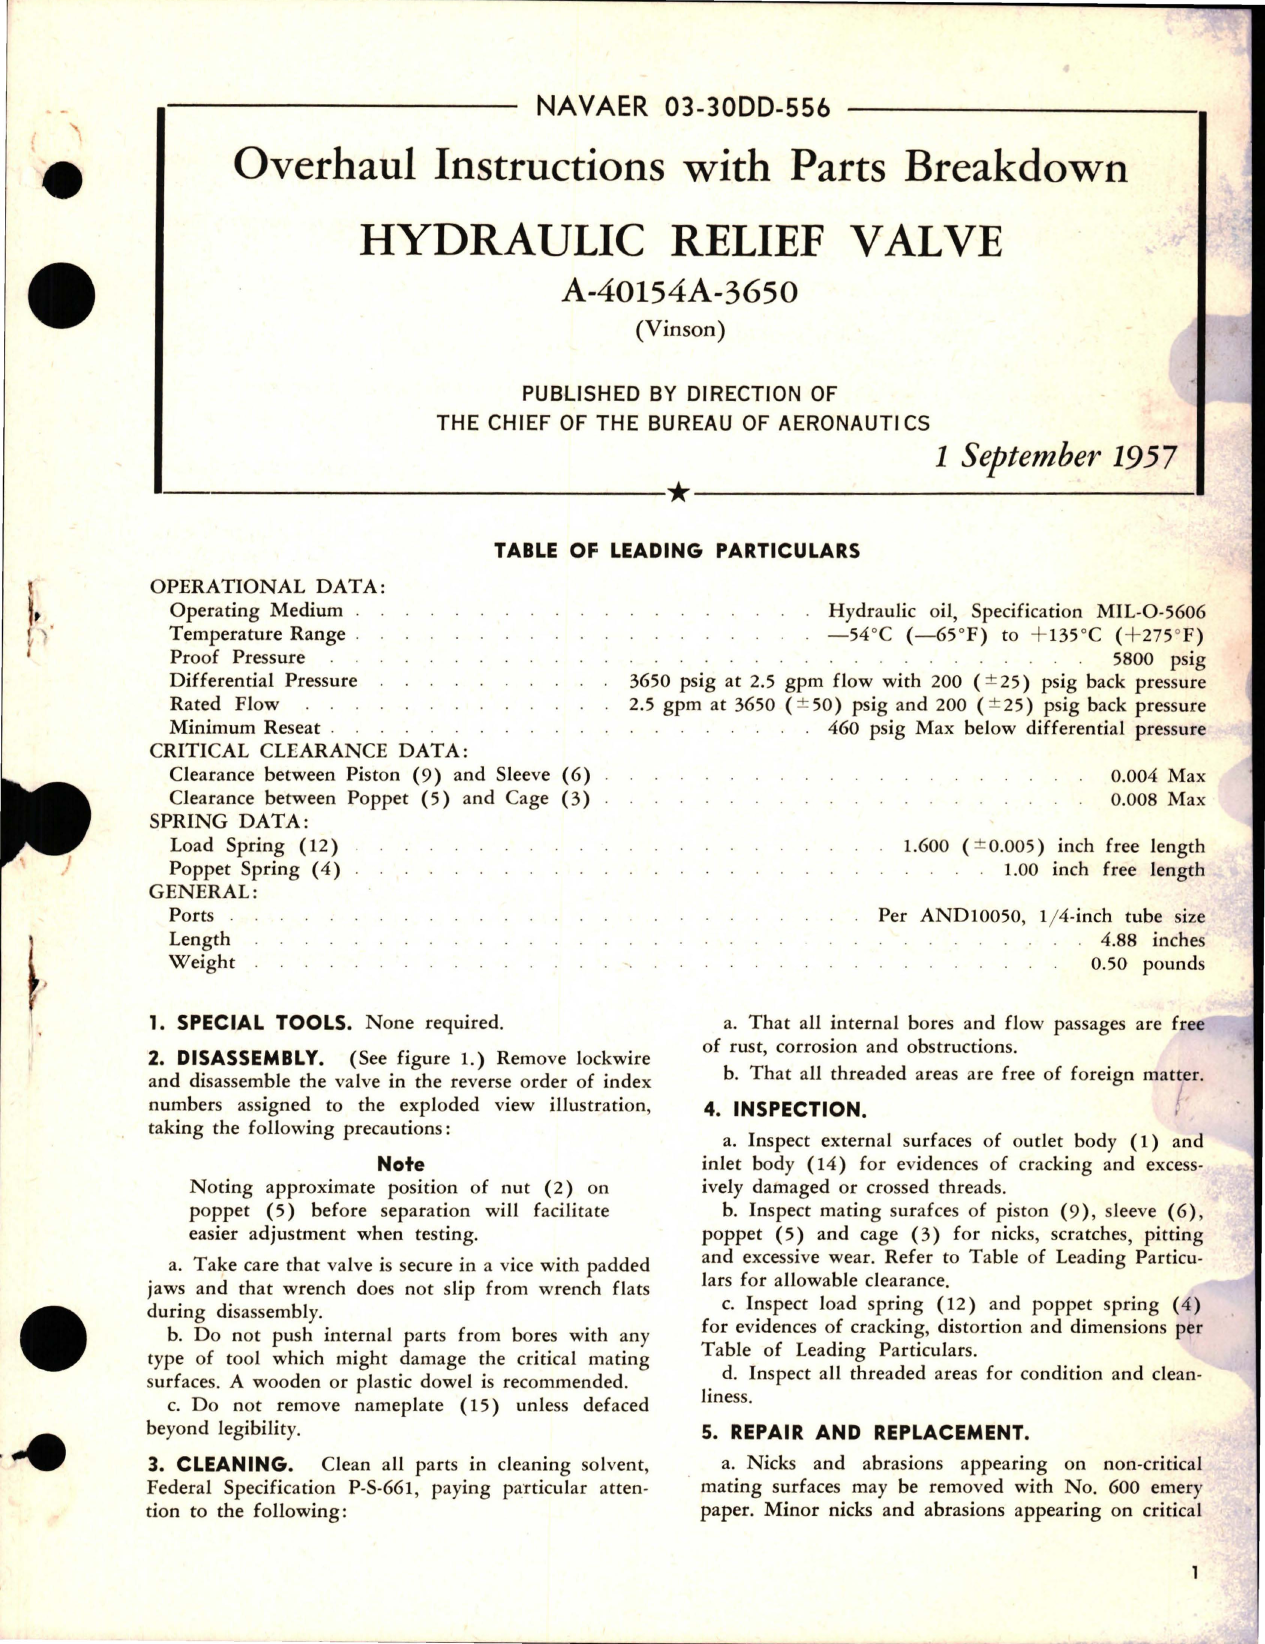 NAVAER 03-30DD-556
Overhaul Instructions with Parts Breakdown
HYDRAULIC RELIEF VALVE
A-40154A-3650
(Vinson)
PUBLISHED BY DIRECTION OF
THE CHIEF OF THE BUREAU OF AERONAUTICS
1 September 1957
TABLE OF LEADING PARTICULARS
OPERATIONAL DATA:
Operating Medium . . . . . . . . . . . . . . . . . . . . Hydraulic oil, Specification MIL-O-5606
Temperature Range . . . . . . . . . . . . . . . . . . . . —54°C (—65°F) to +135°C (+275°F)
Proof Pressure . . . . . . . . . . . . . . . . . . . . 5800 psig
Differential Pressure . . . . . . . . . . 3650 psig at 2.5 gpm flow with 200 (±25) psig back pressure
Rated Flow . . . . . . . . . . . . 2.5 gpm at 3650 (±50) psig and 200 (±25) psig back pressure
Minimum Reseat . . . . . . . . . . . . . . . . . . . . 460 psig Max below differential pressure
CRITICAL CLEARANCE DATA:
Clearance between Piston (9) and Sleeve (6) . . . . . . . . . . . . . . . . . . . . 0.004 Max
Clearance between Poppet (5) and Cage (3) . . . . . . . . . . . . . . . . . . . . 0.008 Max
SPRING DATA:
Load Spring (12) . . . . . . . . . . . . . . . . . . . . 1.600 (±0.005) inch free length
Poppet Spring (4) . . . . . . . . . . . . . . . . . . . . 1.00 inch free length
GENERAL:
Ports . . . . . . . . . . . . . . . . . . . . Per AND10050, 1/4-inch tube size
Length . . . . . . . . . . . . . . . . . . . . 4.88 inches
Weight . . . . . . . . . . . . . . . . . . . . 0.50 pounds
1. SPECIAL TOOLS. None required.
2. DISASSEMBLY. (See figure 1.) Remove lockwire
and disassemble the valve in the reverse order of index
numbers assigned to the exploded view illustration,
taking the following precautions:
Note
Noting approximate position of nut (2) on
poppet (5) before separation will facilitate
easier adjustment when testing.
a. Take care that valve is secure in a vice with padded
jaws and that wrench does not slip from wrench flats
during disassembly.
b. Do not push internal parts from bores with any
type of tool which might damage the critical mating
surfaces. A wooden or plastic dowel is recommended.
c. Do not remove nameplate (15) unless defaced
beyond legibility.
3. CLEANING. Clean all parts in cleaning solvent,
Federal Specification P-S-661, paying particular atten-
tion to the following:
a. That all internal bores and flow passages are free
of rust, corrosion and obstructions.
b. That all threaded areas are free of foreign matter.
4. INSPECTION.
a. Inspect external surfaces of outlet body (1) and
inlet body (14) for evidences of cracking and excess-
ively damaged or crossed threads.
b. Inspect mating surafces of piston (9), sleeve (6),
poppet (5) and cage (3) for nicks, scratches, pitting
and excessive wear. Refer to Table of Leading Particu-
lars for allowable clearance.
c. Inspect load spring (12) and poppet spring (4)
for evidences of cracking, distortion and dimensions per
Table of Leading Particulars.
d. Inspect all threaded areas for condition and clean-
liness.
5. REPAIR AND REPLACEMENT.
a. Nicks and abrasions appearing on non-critical
mating surfaces may be removed with No. 600 emery
paper. Minor nicks and abrasions appearing on critical
1